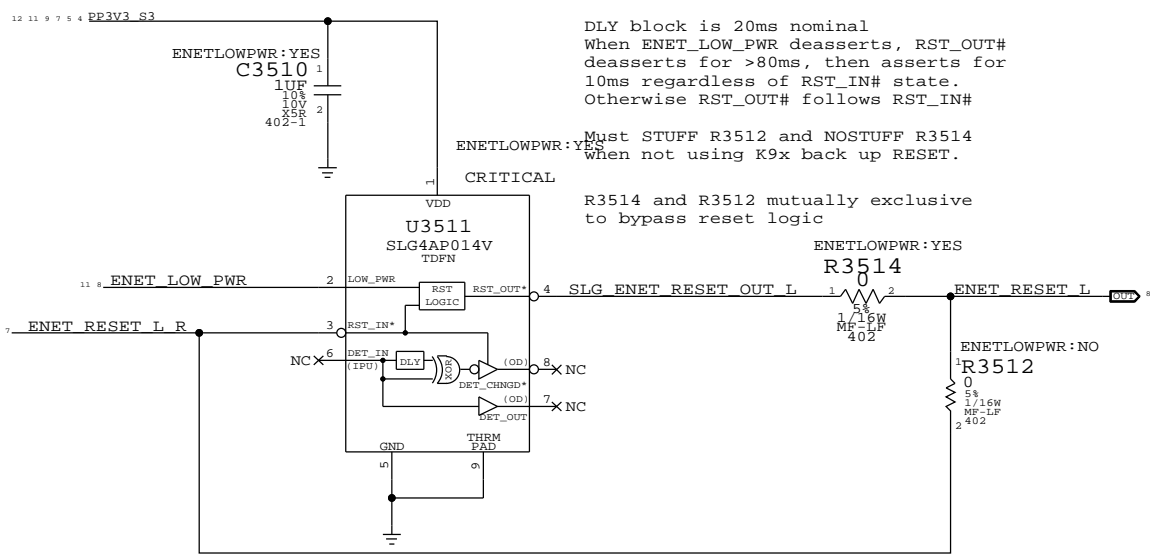 12 11 9 7 5 4 PP3V3_S3
ENETLOWPWR:YES
C3510
1
1UF
10%
10V
X5R
402-1
2
DLY block is 20ms nominal
When ENET_LOW_PWR deasserts, RST_OUT#
deasserts for >80ms, then asserts for
10ms regardless of RST_IN# state.
Otherwise RST_OUT# follows RST_IN#
Must STUFF R3512 and NOSTUFF R3514
when not using K9x back up RESET.
R3514 and R3512 mutually exclusive
to bypass reset logic
ENETLOWPWR:YES
CRITICAL
1
VDD
U3511
SLG4AP014V
TDFN
11 8 ENET_LOW_PWR
2
LOW_PWR
RST
LOGIC
RST_OUT*
4
SLG_ENET_RESET_OUT_L
ENETLOWPWR:YES
R3514
0
1
2
5%
1/16W
MF-LF
402
ENET_RESET_L
OUT
8
7 ENET_RESET_L_R
3
RST_IN*
NC
6
DET_IN
(IPU)
DLY
XOR
(OD)
8
NC
DET_CHNGD*
(OD)
7
NC
DET_OUT
ENETLOWPWR:NO
1
R3512
0
5%
1/16W
MF-LF
402
2
GND
THRM
PAD
5
9